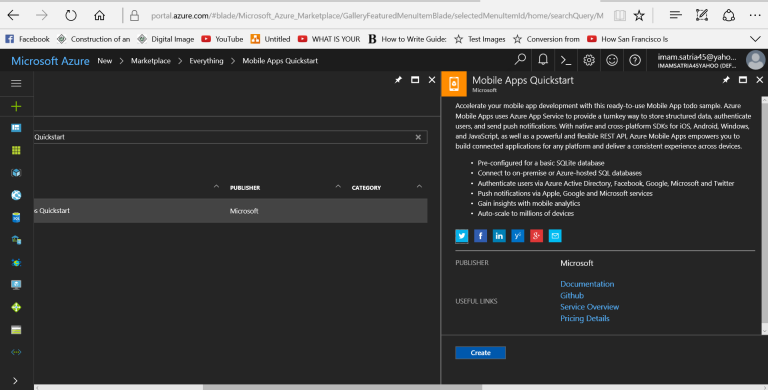 portal.azure.com/#blade/Microsoft_Azure_Marketplace/GalleryFeaturedMenuItemBlade/selectedMenuItemId/home/searchQuery/M
Facebook Construction of an Digital Image YouTube Untitled WHAT IS YOUR How to Write Guide: Test Images Conversion from How San Francisco Is
Microsoft Azure New > Marketplace > Everything > Mobile Apps Quickstart
imam.satria45@yaho...
IMAMSATRIA45YAHOO (DEF...
Mobile Apps Quickstart
Microsoft
Quickstart
PUBLISHER CATEGORY
s Quickstart Microsoft
Accelerate your mobile app development with this ready-to-use Mobile App todo sample. Azure
Mobile Apps uses Azure App Service to provide a turnkey way to store structured data, authenticate
users, and send push notifications. With native and cross-platform SDKs for iOS, Android, Windows,
and JavaScript, as well as a powerful and flexible REST API, Azure Mobile Apps empowers you to
build connected applications for any platform and deliver a consistent experience across devices.
• Pre-configured for a basic SQLite database
• Connect to on-premise or Azure-hosted SQL databases
• Authenticate users via Azure Active Directory, Facebook, Google, Microsoft and Twitter
• Push notifications via Apple, Google and Microsoft services
• Gain insights with mobile analytics
• Auto-scale to millions of devices
PUBLISHER Microsoft
USEFUL LINKS
Documentation
Github
Service Overview
Pricing Details
Create